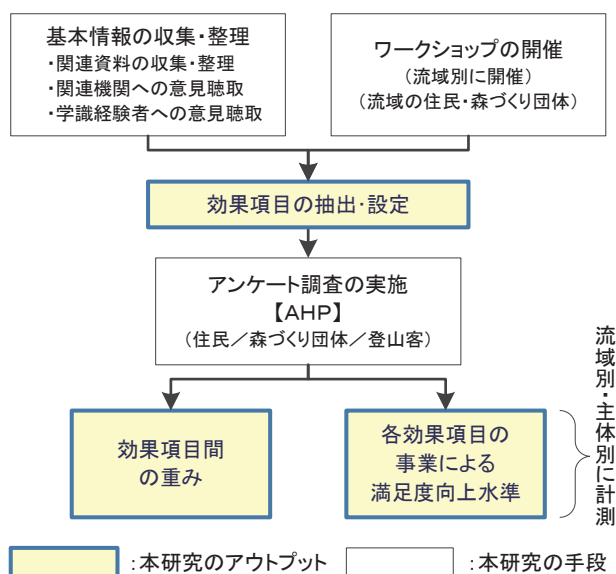 基本情報の収集・整理
・関連資料の収集・整理
・関連機関への意見聴取
・学識経験者への意見聴取
ワークショップの開催
(流域別に開催)
(流域の住民・森づくり団体)
効果項目の抽出・設定
アンケート調査の実施
【AHP】
(住民／森づくり団体／登山客)
効果項目間
の重み
各効果項目の
事業による
満足度向上水準
流域別・主体別に計測
:本研究のアウトプット
:本研究の手段